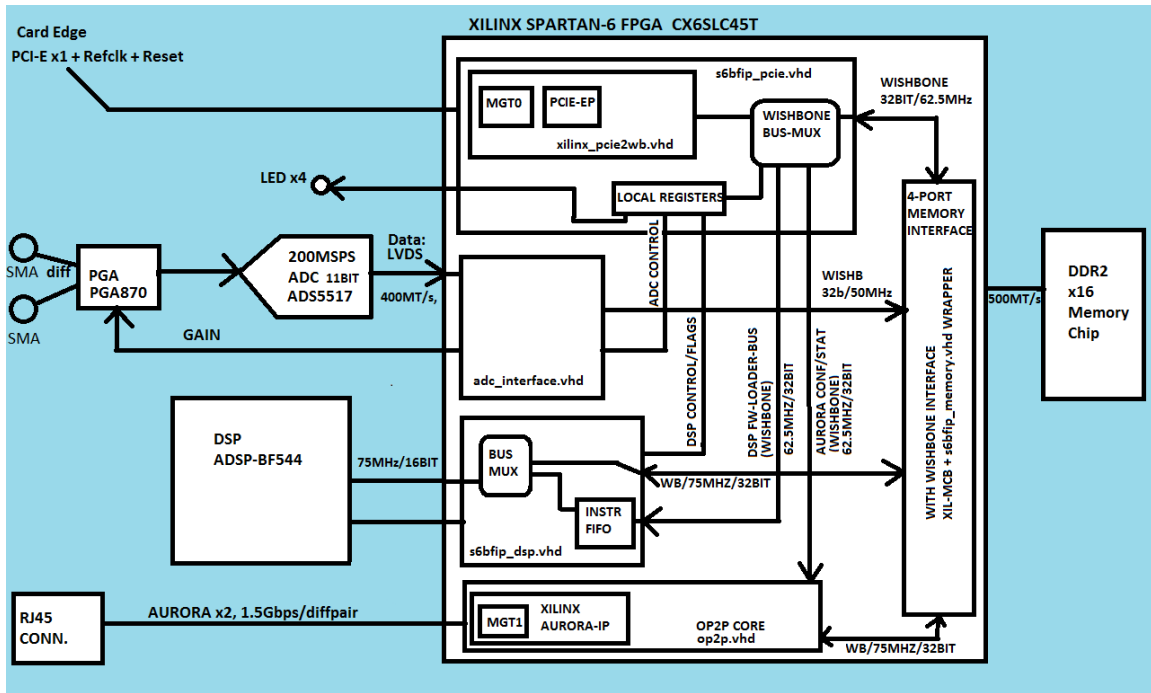 XILINX SPARTAN-6 FPGA CX6SLC45T
Card Edge
PCI-E x1 + Refclk + Reset
s6bfip_pcie.vhd
MGT0
PCIE-EP
xilinx_pcie2wb.vhd
WISHBONE
BUS-MUX
WISHBONE
32BIT/62.5MHz
LED x4
LOCAL REGISTERS
4-PORT
MEMORY
INTERFACE
WITH WISHBONE INTERFACE
XIL-MCB + s6bfip_memory.vhd WRAPPER
SMA
diff
SMA
PGA
PGA870
200MSPS
ADC 11BIT
ADS5517
Data:
LVDS
400MT/s,
GAIN
adc_interface.vhd
ADC CONTROL
WISHB
32b/50MHz
500MT/s
DDR2
x16
Memory
Chip
DSP CONTROL/FLAGS
DSP FW-LOADER-BUS
(WISHBONE)
62.5MHZ/32BIT
AURORA CONF/STAT
(WISHBONE)
62.5MHZ/32BIT
DSP
ADSP-BF544
75MHz/16BIT
BUS
MUX
INSTR
FIFO
s6bfip_dsp.vhd
WB/75MHZ/32BIT
RJ45
CONN.
AURORA x2, 1.5Gbps/diffpair
MGT1
XILINX
AURORA-IP
OP2P CORE
op2p.vhd
WB/75MHZ/32BIT